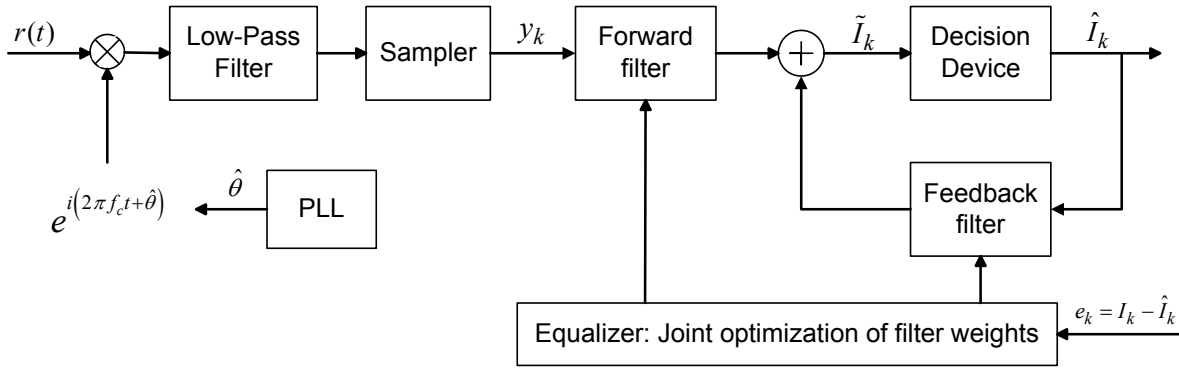 r(t)
Low-Pass
Filter
Sampler
y_k
Forward
filter
+
Ĩ_k
Decision
Device
Î_k
e^{i(2πf_c t+θ̂)}
θ̂
PLL
Feedback
filter
Equalizer: Joint optimization of filter weights
e_k = I_k − Î_k